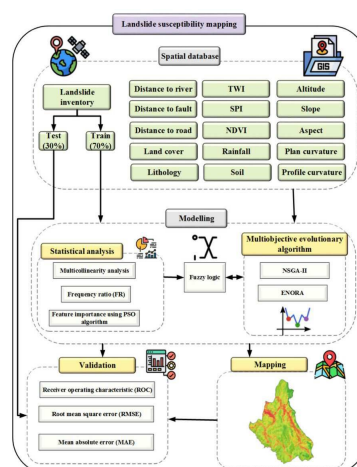 Landslide susceptibility mapping
Spatial database
Landslide
inventory
Test
(30%)
Train
(70%)
Distance to river
TWI
Altitude
Distance to fault
SPI
Slope
Distance to road
NDVI
Aspect
Land cover
Rainfall
Plan curvature
Lithology
Soil
Profile curvature
Modelling
Statistical analysis
Multicollinearity analysis
Frequency ratio (FR)
Feature importance using PSO
algorithm
Fuzzy logic
Multiobjective evolutionary
algorithm
NSGA-II
ENORA
Validation
Receiver operating characteristic (ROC)
Root mean square error (RMSE)
Mean absolute error (MAE)
Mapping